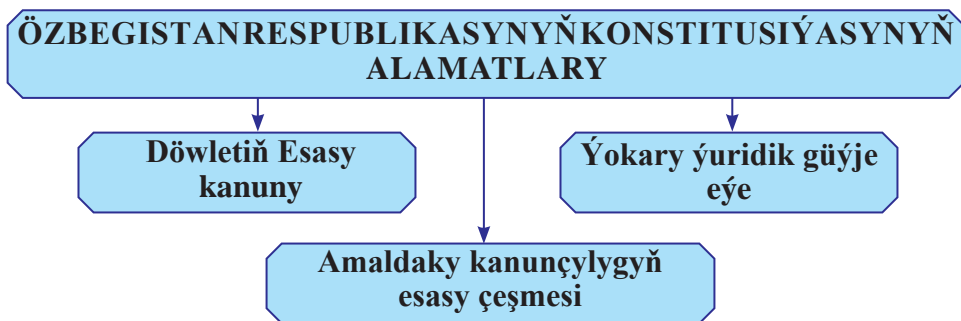 ÖZBEGISTANRESPUBLIKASYNYŇKONSTITUSIÝASYNYŇ
ALAMATLARY
Döwletiň Esasy
kanuny
Ýokary ýuridik güýje
eýe
Amaldaky kanunçylygyň
esasy çeşmesi